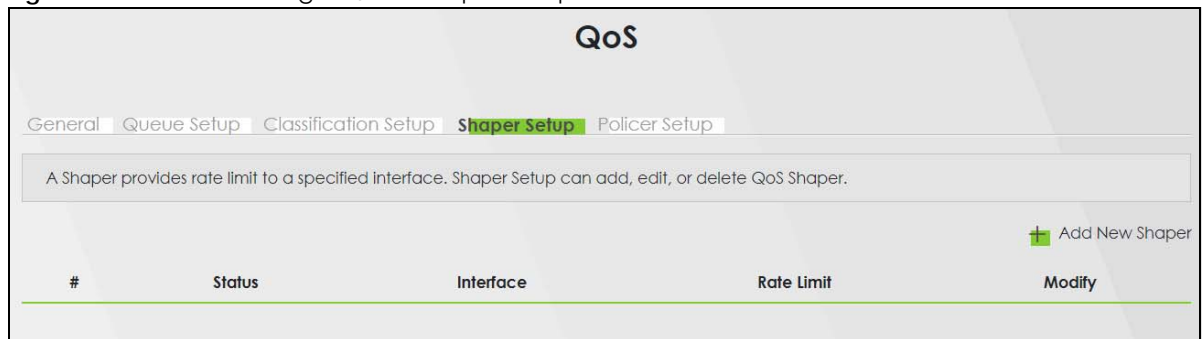 QoS
General Queue Setup Classification Setup Shaper Setup Policer Setup
A Shaper provides rate limit to a specified interface. Shaper Setup can add, edit, or delete QoS Shaper.
+ Add New Shaper
# Status Interface Rate Limit Modify